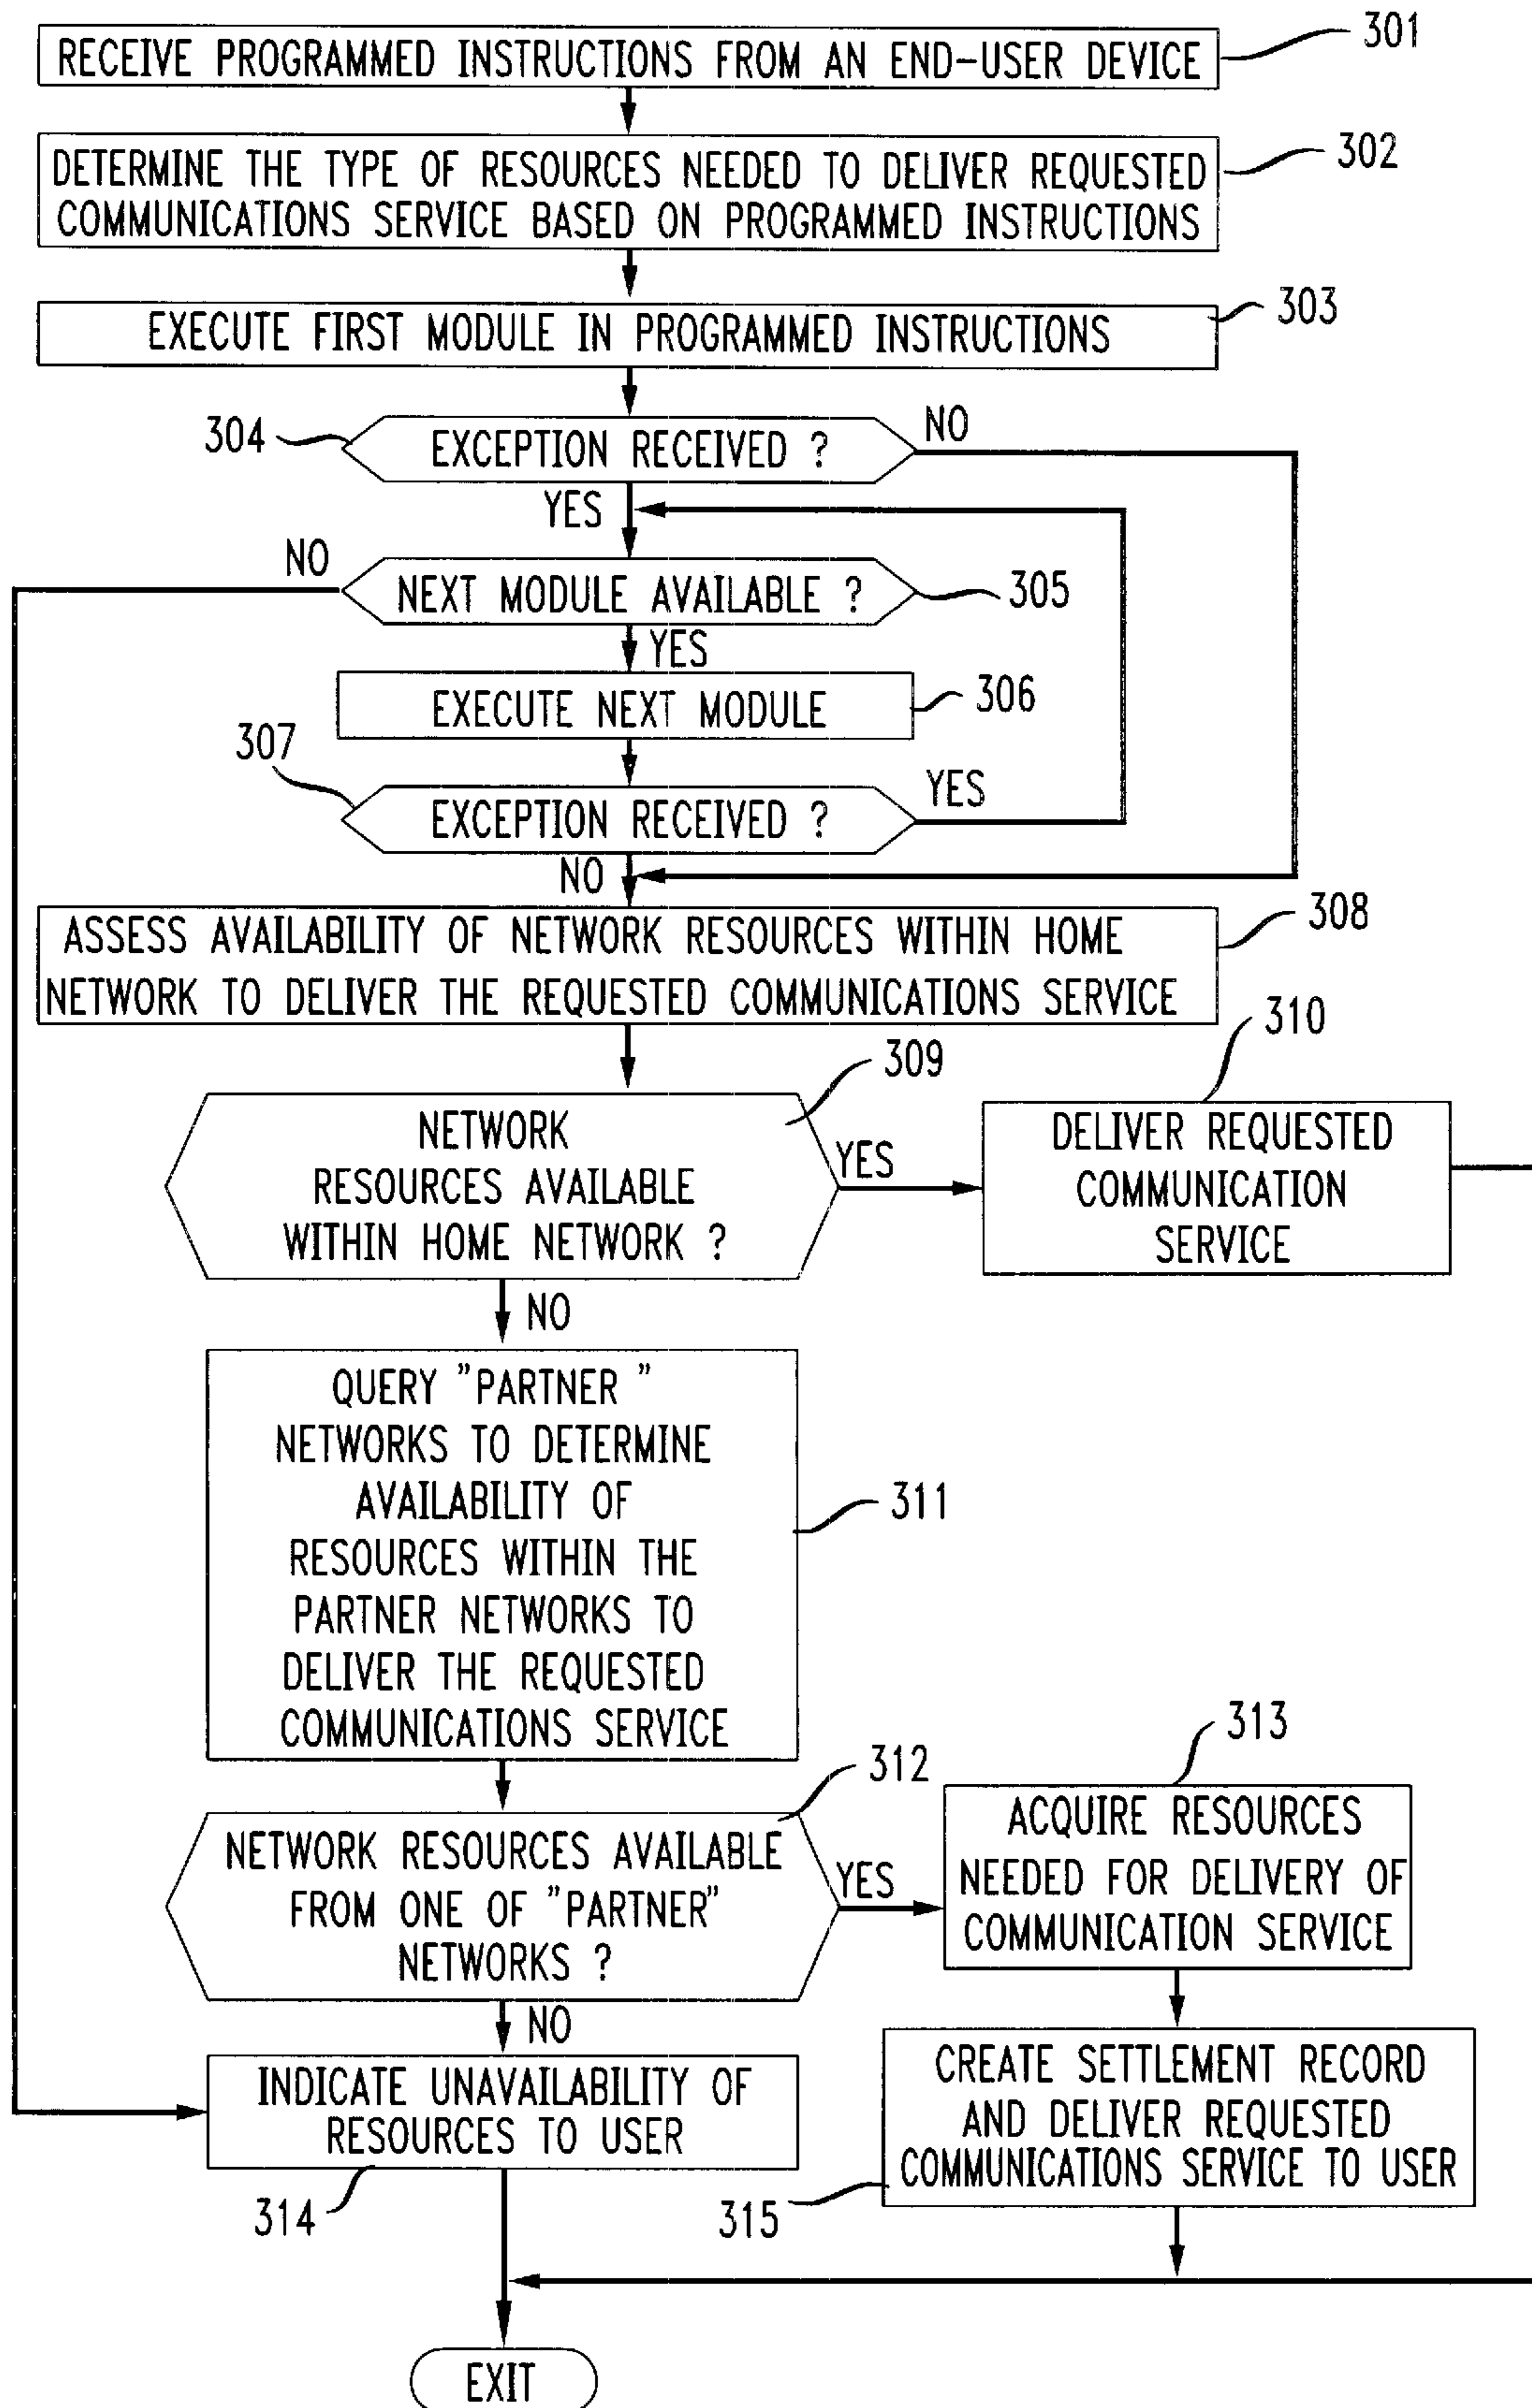 RECEIVE PROGRAMMED INSTRUCTIONS FROM AN END-USER DEVICE
301
DETERMINE THE TYPE OF RESOURCES NEEDED TO DELIVER REQUESTED
COMMUNICATIONS SERVICE BASED ON PROGRAMMED INSTRUCTIONS
302
EXECUTE FIRST MODULE IN PROGRAMMED INSTRUCTIONS
303
304
EXCEPTION RECEIVED ?
NO
YES
NO
NEXT MODULE AVAILABLE ?
305
YES
EXECUTE NEXT MODULE
306
307
EXCEPTION RECEIVED ?
YES
NO
ASSESS AVAILABILITY OF NETWORK RESOURCES WITHIN HOME
NETWORK TO DELIVER THE REQUESTED COMMUNICATIONS SERVICE
308
309
NETWORK
RESOURCES AVAILABLE
WITHIN HOME NETWORK ?
YES
310
DELIVER REQUESTED
COMMUNICATION
SERVICE
NO
QUERY "PARTNER "
NETWORKS TO DETERMINE
AVAILABILITY OF
RESOURCES WITHIN THE
PARTNER NETWORKS TO
DELIVER THE REQUESTED
COMMUNICATIONS SERVICE
311
312
NETWORK RESOURCES AVAILABLE
FROM ONE OF "PARTNER"
NETWORKS ?
YES
313
ACQUIRE RESOURCES
NEEDED FOR DELIVERY OF
COMMUNICATION SERVICE
NO
INDICATE UNAVAILABILITY OF
RESOURCES TO USER
314
CREATE SETTLEMENT RECORD
AND DELIVER REQUESTED
COMMUNICATIONS SERVICE TO USER
315
EXIT